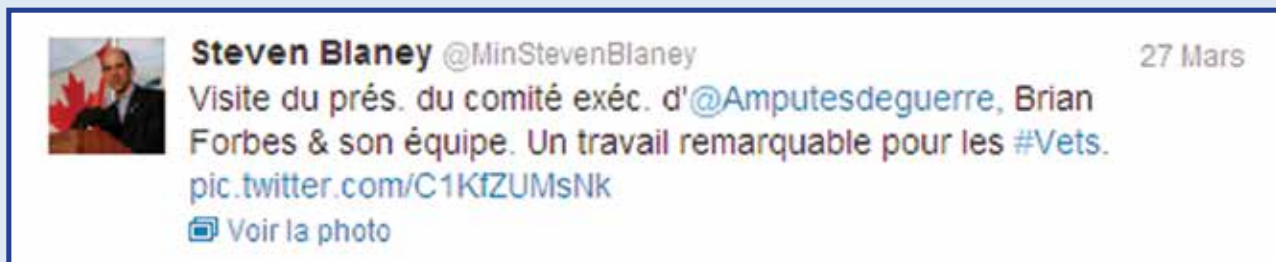 Steven Blaney @MinStevenBlaney 27 Mars
Visite du prés. du comité exéc. d'@Amputesdeguerre, Brian
Forbes & son équipe. Un travail remarquable pour les #Vets.
pic.twitter.com/C1KfZUMsNk
Voir la photo